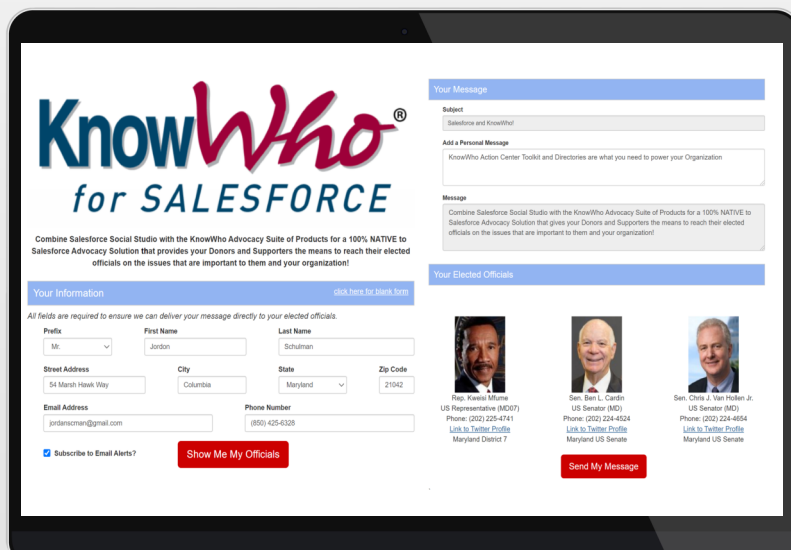 KnowWho®
for SALESFORCE
Combine Salesforce Social Studio with the KnowWho Advocacy Suite of Products for a 100% NATIVE to
Salesforce Advocacy Solution that provides your Donors and Supporters the means to reach their elected
officials on the issues that are important to them and your organization!
Your Information click here for blank form
All fields are required to ensure we can deliver your message directly to your elected officials.
Prefix First Name Last Name
Mr. Jordon Schulman
Street Address City State Zip Code
54 Marsh Hawk Way Columbia Maryland 21042
Email Address Phone Number
jordanscman@gmail.com (850) 425-6328
Subscribe to Email Alerts? Show Me My Officials
Your Message
Subject
Salesforce and KnowWho!
Add a Personal Message
KnowWho Action Center Toolkit and Directories are what you need to power your Organization
Message
Combine Salesforce Social Studio with the KnowWho Advocacy Suite of Products for a 100% NATIVE to
Salesforce Advocacy Solution that gives your Donors and Supporters the means to reach their elected
officials on the issues that are important to them and your organization!
Your Elected Officials
Rep. Kweisi Mfume
US Representative (MD07)
Phone: (202) 225-4741
Link to Twitter Profile
Maryland District 7
Sen. Ben L. Cardin
US Senator (MD)
Phone: (202) 224-4524
Link to Twitter Profile
Maryland US Senate
Sen. Chris J. Van Hollen Jr.
US Senator (MD)
Phone: (202) 224-4654
Link to Twitter Profile
Maryland US Senate
Send My Message